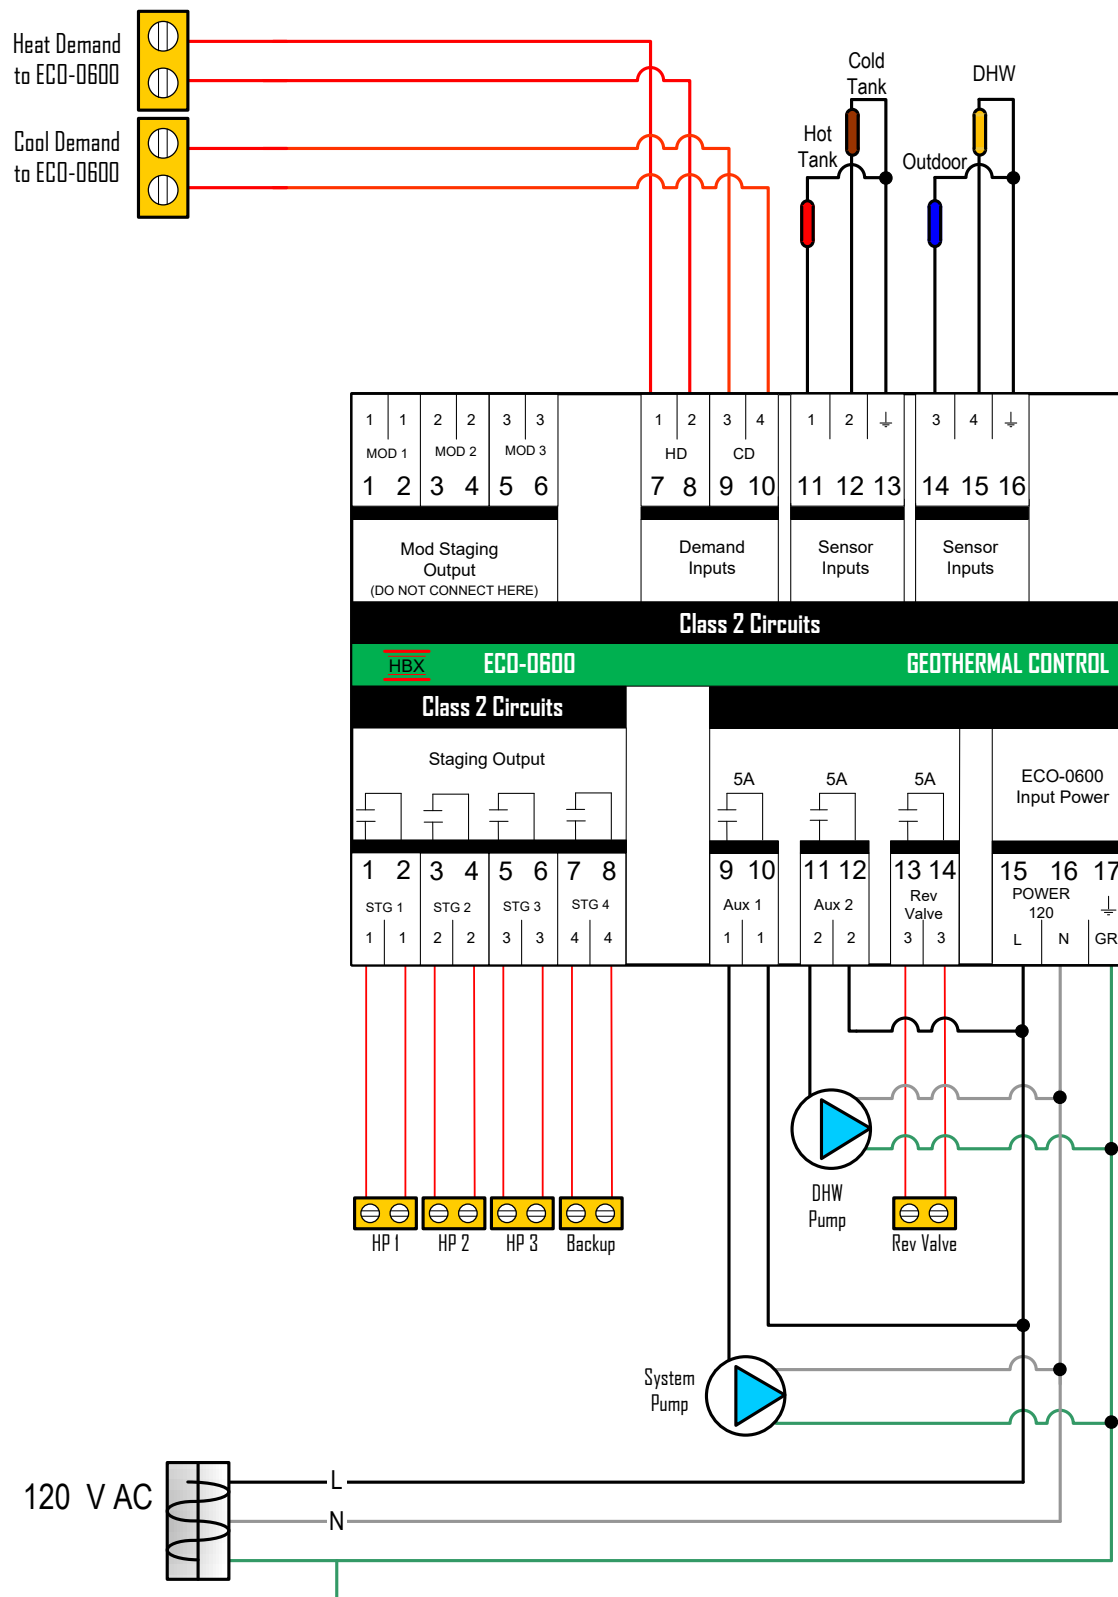 Heat Demand
to ECO-0600
Cool Demand
to ECO-0600
Cold
Tank
DHW
Hot
Tank
Outdoor
1 1 2 2 3 3 1 2 3 4 1 2 3 4
MOD 1 MOD 2 MOD 3 HD CD
1 2 3 4 5 6 7 8 9 10 11 12 13 14 15 16
Mod Staging
Output
(DO NOT CONNECT HERE)
Demand
Inputs
Sensor
Inputs
Sensor
Inputs
Class 2 Circuits
HBX ECO-0600 GEOTHERMAL CONTROL
Class 2 Circuits
Staging Output
5A 5A 5A
ECO-0600
Input Power
1 2 3 4 5 6 7 8 9 10 11 12 13 14 15 16 17
STG 1 STG 2 STG 3 STG 4 Aux 1 Aux 2
Rev
Valve
POWER
120
1 1 2 2 3 3 4 4 1 1 2 2 3 3 L N GR
HP 1 HP 2 HP 3 Backup
DHW
Pump
Rev Valve
System
Pump
120 V AC
L
N